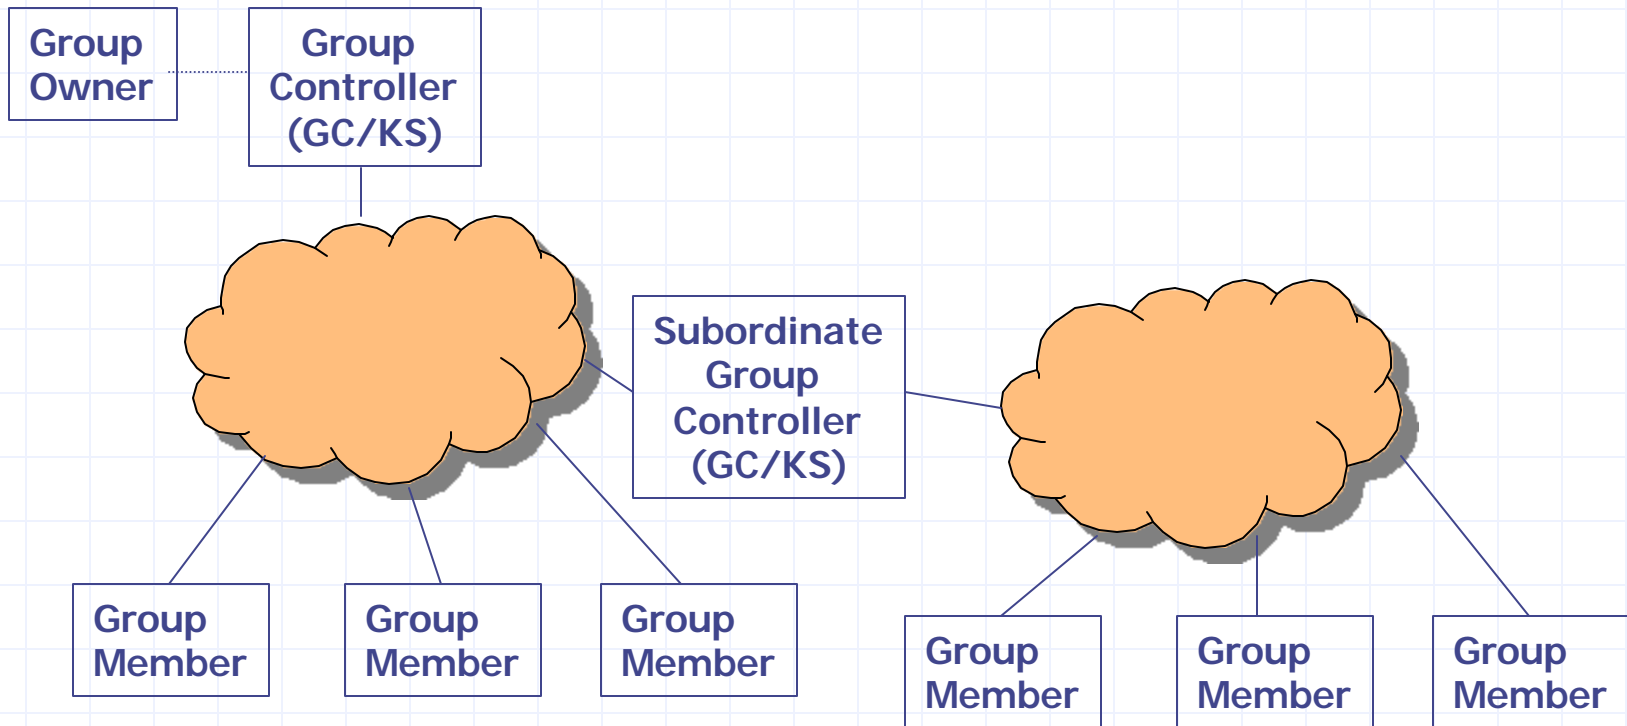 Group
Owner
Group
Controller
(GC/KS)
Subordinate
Group
Controller
(GC/KS)
Group
Member
Group
Member
Group
Member
Group
Member
Group
Member
Group
Member